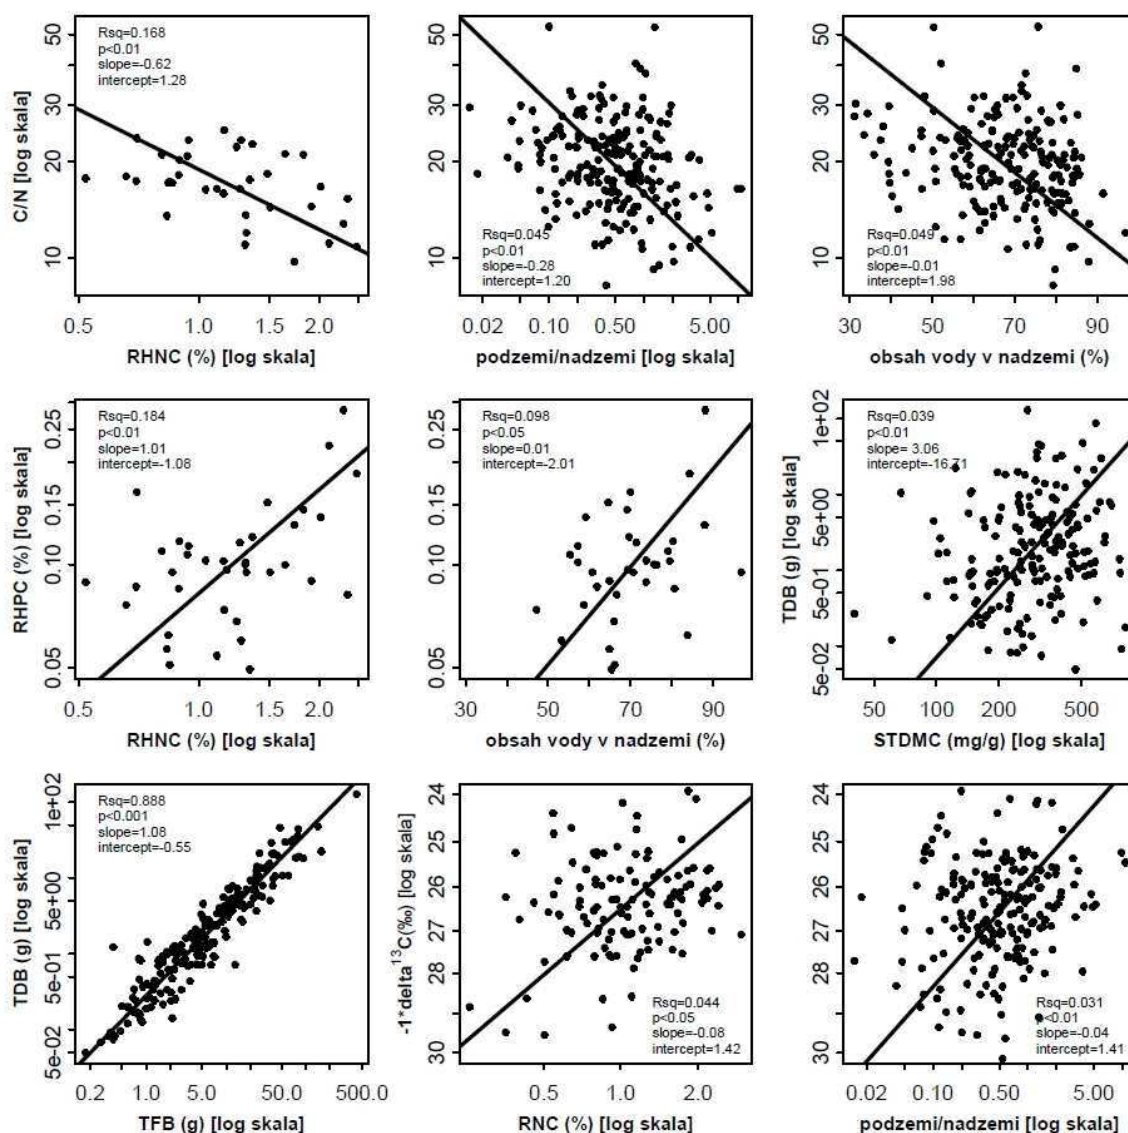 50
30
20
10
C/N [log skala]
Rsq=0.168
p<0.01
slope=-0.62
intercept=1.28
0.5
1.0
1.5
2.0
RHNC (%) [log skala]
50
30
20
10
Rsq=0.045
p<0.01
slope=-0.28
intercept=1.20
0.02
0.10
0.50
5.00
podzemi/nadzemi [log skala]
50
30
20
10
Rsq=0.049
p<0.01
slope=-0.01
intercept=1.98
30
50
70
90
obsah vody v nadzemi (%)
0.25
0.15
0.10
0.05
RHPC (%) [log skala]
Rsq=0.184
p<0.01
slope=1.01
intercept=-1.08
0.5
1.0
1.5
2.0
RHNC (%) [log skala]
0.25
0.15
0.10
0.05
Rsq=0.098
p<0.05
slope=0.01
intercept=-2.01
30
50
70
90
obsah vody v nadzemi (%)
1e+02
5e+00
5e-01
5e-02
TDB (g) [log skala]
Rsq=0.039
p<0.01
slope= 3.06
intercept=-16.71
50
100
200
500
STDMC (mg/g) [log skala]
1e+02
5e+00
5e-01
5e-02
TDB (g) [log skala]
Rsq=0.888
p<0.001
slope=1.08
intercept=-0.55
0.2
1.0
5.0
50.0
500.0
TFB (g) [log skala]
24
25
26
27
28
30
-1*delta¹³C(‰) [log skala]
Rsq=0.044
p<0.05
slope=-0.08
intercept=1.42
0.5
1.0
2.0
RNC (%) [log skala]
24
25
26
27
28
30
Rsq=0.031
p<0.01
slope=-0.04
intercept=1.41
0.02
0.10
0.50
5.00
podzemi/nadzemi [log skala]